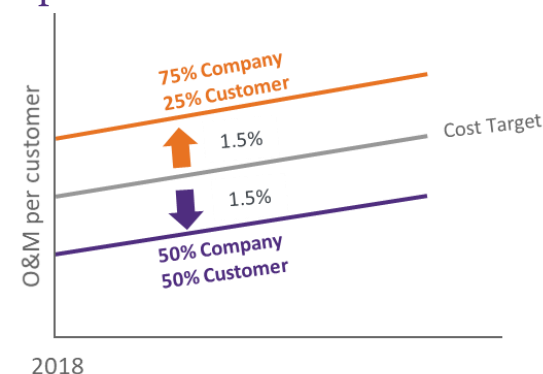 75% Company
25% Customer
1.5%
Cost Target
1.5%
50% Company
50% Customer
O&M per customer
2018